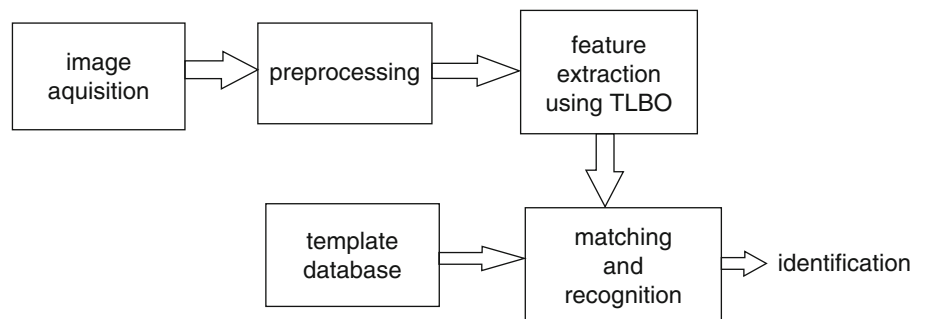 image
aquisition
preprocessing
feature
extraction
using TLBO
template
database
matching
and
recognition
identification